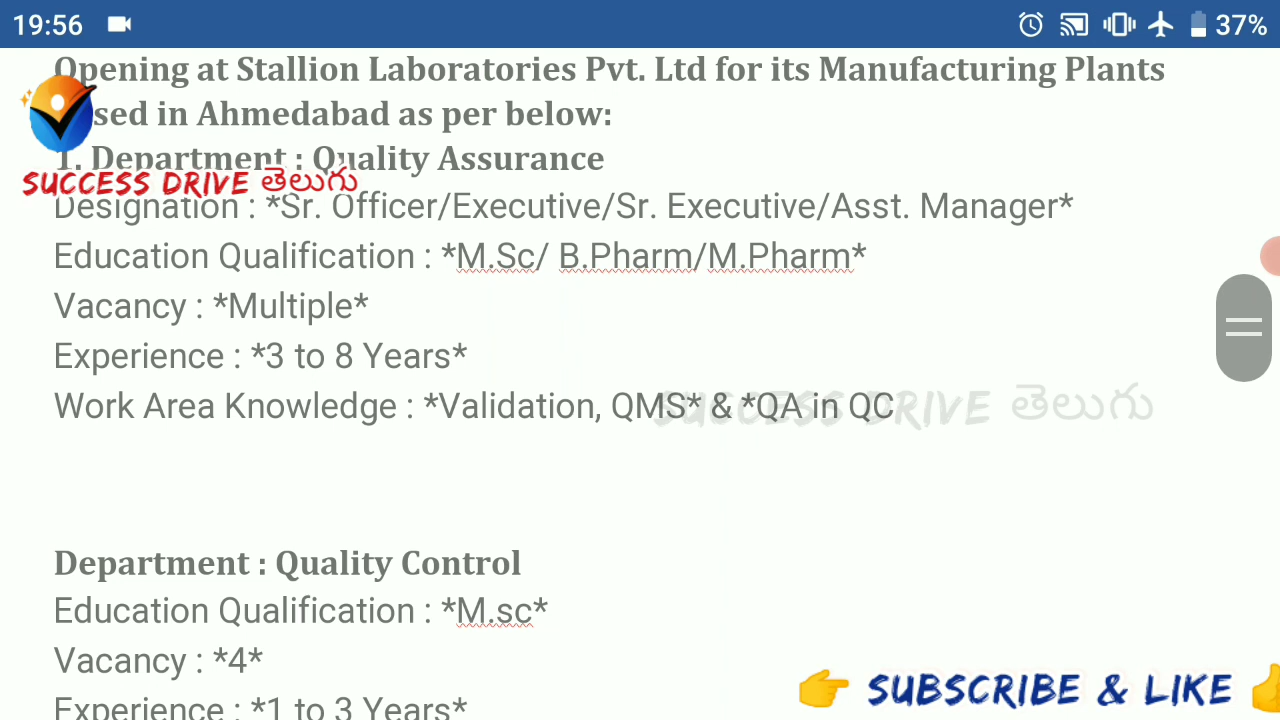 19:56
37%
Opening at Stallion Laboratories Pvt. Ltd for its Manufacturing Plants
sed in Ahmedabad as per below:
1. Department : Quality Assurance
SUCCESS DRIVE తెలుగు
Designation : *Sr. Officer/Executive/Sr. Executive/Asst. Manager*
Education Qualification : *M.Sc/ B.Pharm/M.Pharm*
Vacancy : *Multiple*
Experience : *3 to 8 Years*
Work Area Knowledge : *Validation, QMS* & *QA in QC
SUCCESS DRIVE తెలుగు
Department : Quality Control
Education Qualification : *M.sc*
Vacancy : *4*
SUBSCRIBE & LIKE
Experience : *1 to 3 Years*